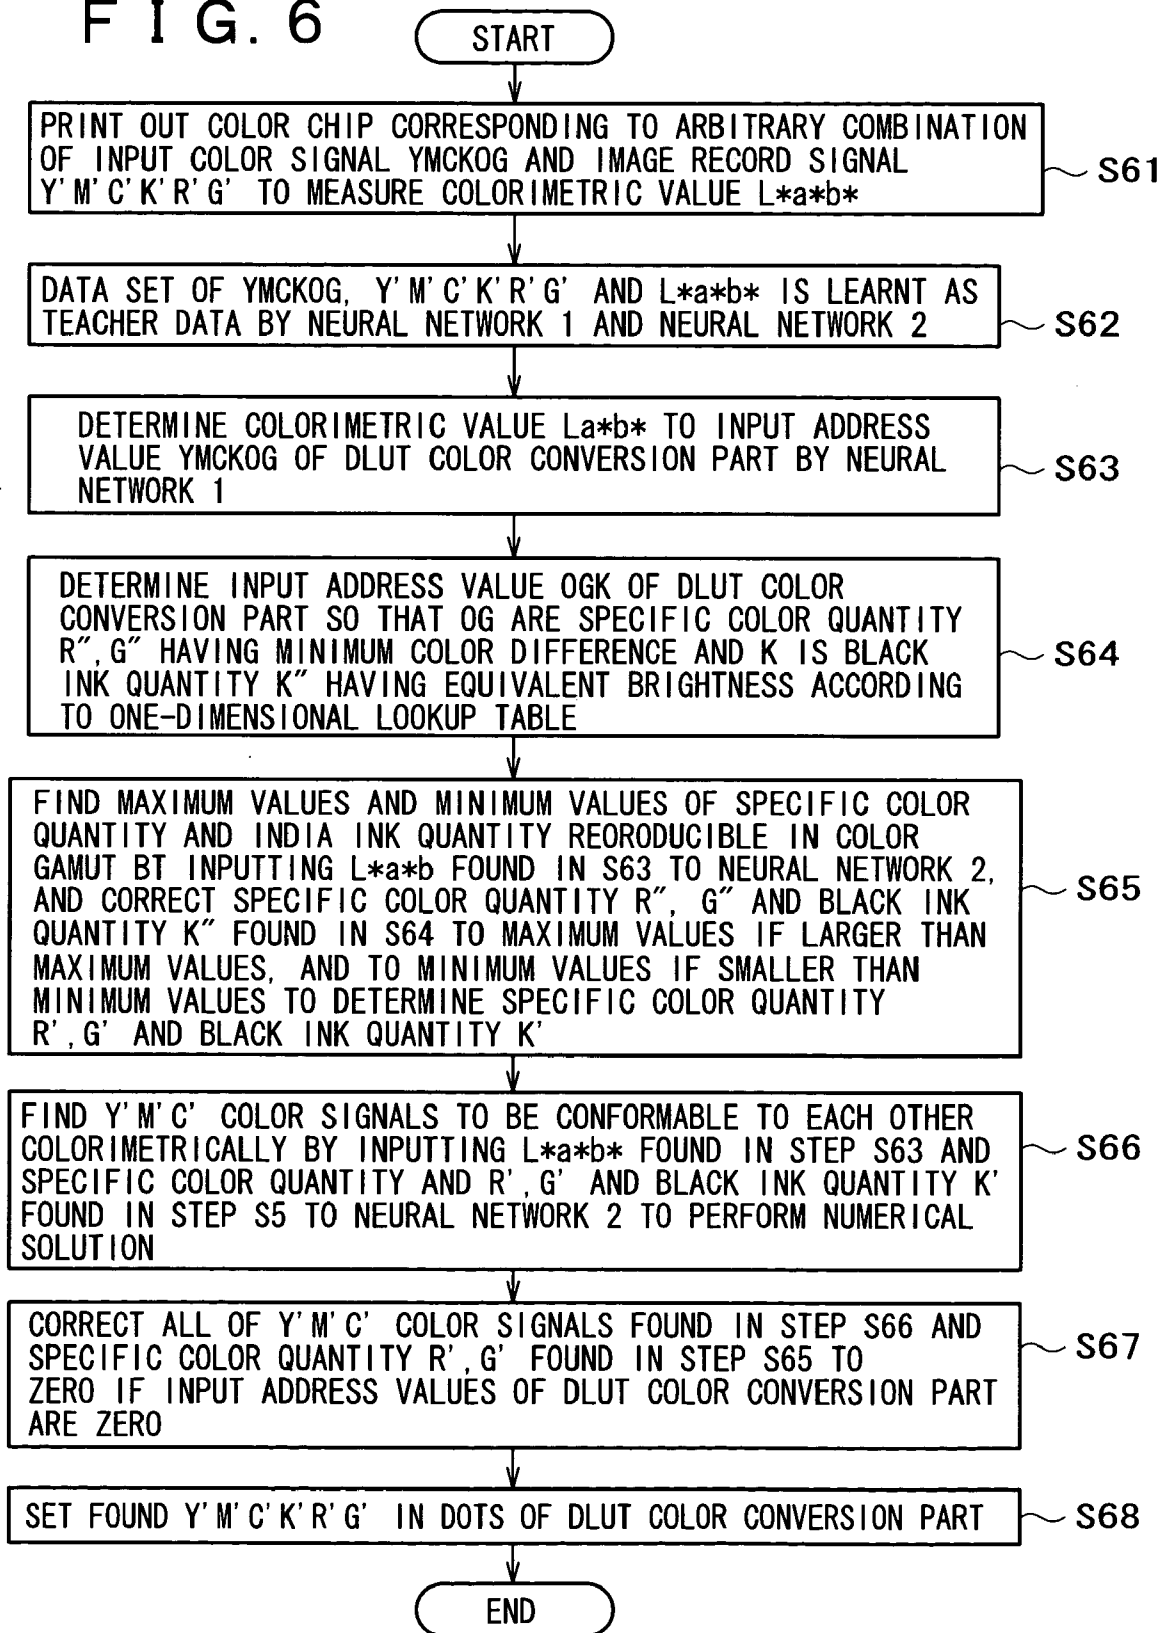 FIG. 6
START
PRINT OUT COLOR CHIP CORRESPONDING TO ARBITRARY COMBINATION
OF INPUT COLOR SIGNAL YMCKOG AND IMAGE RECORD SIGNAL
Y'M'C'K'R'G' TO MEASURE COLORIMETRIC VALUE L*a*b*
S61
DATA SET OF YMCKOG, Y'M'C'K'R'G' AND L*a*b* IS LEARNT AS
TEACHER DATA BY NEURAL NETWORK 1 AND NEURAL NETWORK 2
S62
DETERMINE COLORIMETRIC VALUE La*b* TO INPUT ADDRESS
VALUE YMCKOG OF DLUT COLOR CONVERSION PART BY NEURAL
NETWORK 1
S63
DETERMINE INPUT ADDRESS VALUE OGK OF DLUT COLOR
CONVERSION PART SO THAT OG ARE SPECIFIC COLOR QUANTITY
R″, G″ HAVING MINIMUM COLOR DIFFERENCE AND K IS BLACK
INK QUANTITY K″ HAVING EQUIVALENT BRIGHTNESS ACCORDING
TO ONE-DIMENSIONAL LOOKUP TABLE
S64
FIND MAXIMUM VALUES AND MINIMUM VALUES OF SPECIFIC COLOR
QUANTITY AND INDIA INK QUANTITY REORODUCIBLE IN COLOR
GAMUT BT INPUTTING L*a*b FOUND IN S63 TO NEURAL NETWORK 2,
AND CORRECT SPECIFIC COLOR QUANTITY R″, G″ AND BLACK INK
QUANTITY K″ FOUND IN S64 TO MAXIMUM VALUES IF LARGER THAN
MAXIMUM VALUES, AND TO MINIMUM VALUES IF SMALLER THAN
MINIMUM VALUES TO DETERMINE SPECIFIC COLOR QUANTITY
R', G' AND BLACK INK QUANTITY K'
S65
FIND Y'M'C' COLOR SIGNALS TO BE CONFORMABLE TO EACH OTHER
COLORIMETRICALLY BY INPUTTING L*a*b* FOUND IN STEP S63 AND
SPECIFIC COLOR QUANTITY AND R', G' AND BLACK INK QUANTITY K'
FOUND IN STEP S5 TO NEURAL NETWORK 2 TO PERFORM NUMERICAL
SOLUTION
S66
CORRECT ALL OF Y'M'C' COLOR SIGNALS FOUND IN STEP S66 AND
SPECIFIC COLOR QUANTITY R', G' FOUND IN STEP S65 TO
ZERO IF INPUT ADDRESS VALUES OF DLUT COLOR CONVERSION PART
ARE ZERO
S67
SET FOUND Y'M'C'K'R'G' IN DOTS OF DLUT COLOR CONVERSION PART
S68
END